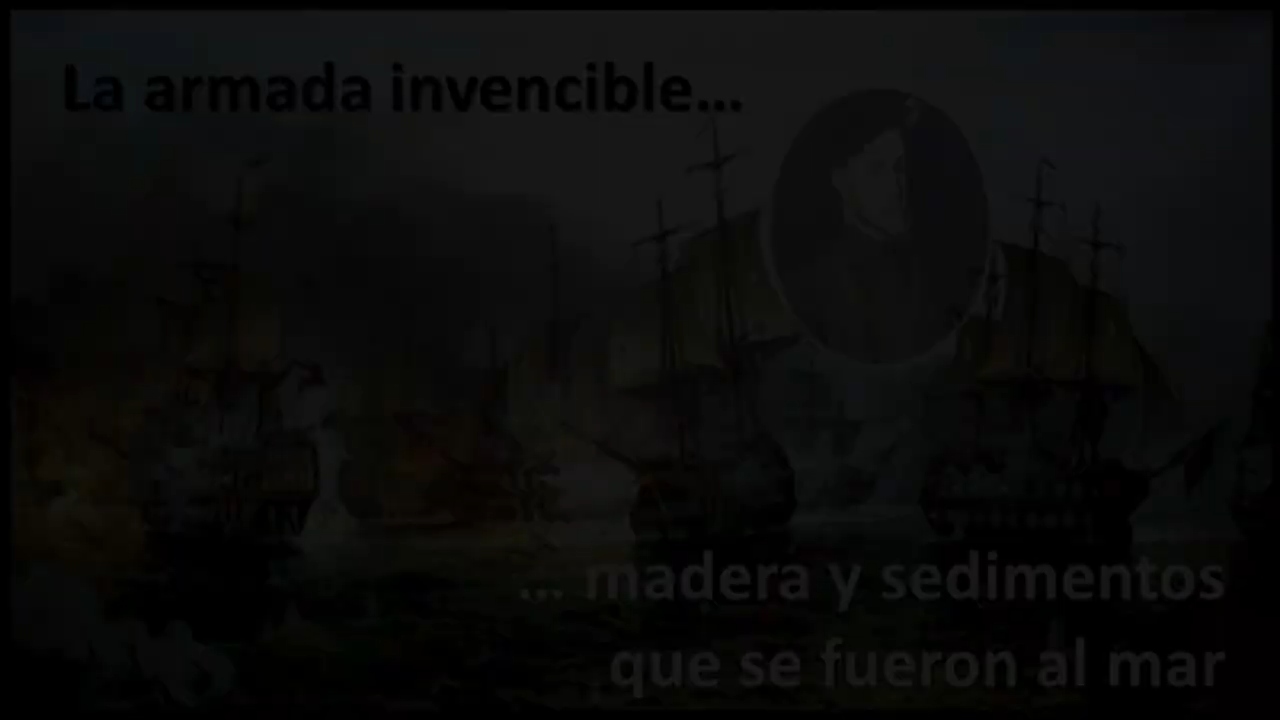 La armada invencible...
... madera y sedimentos
que se fueron al mar